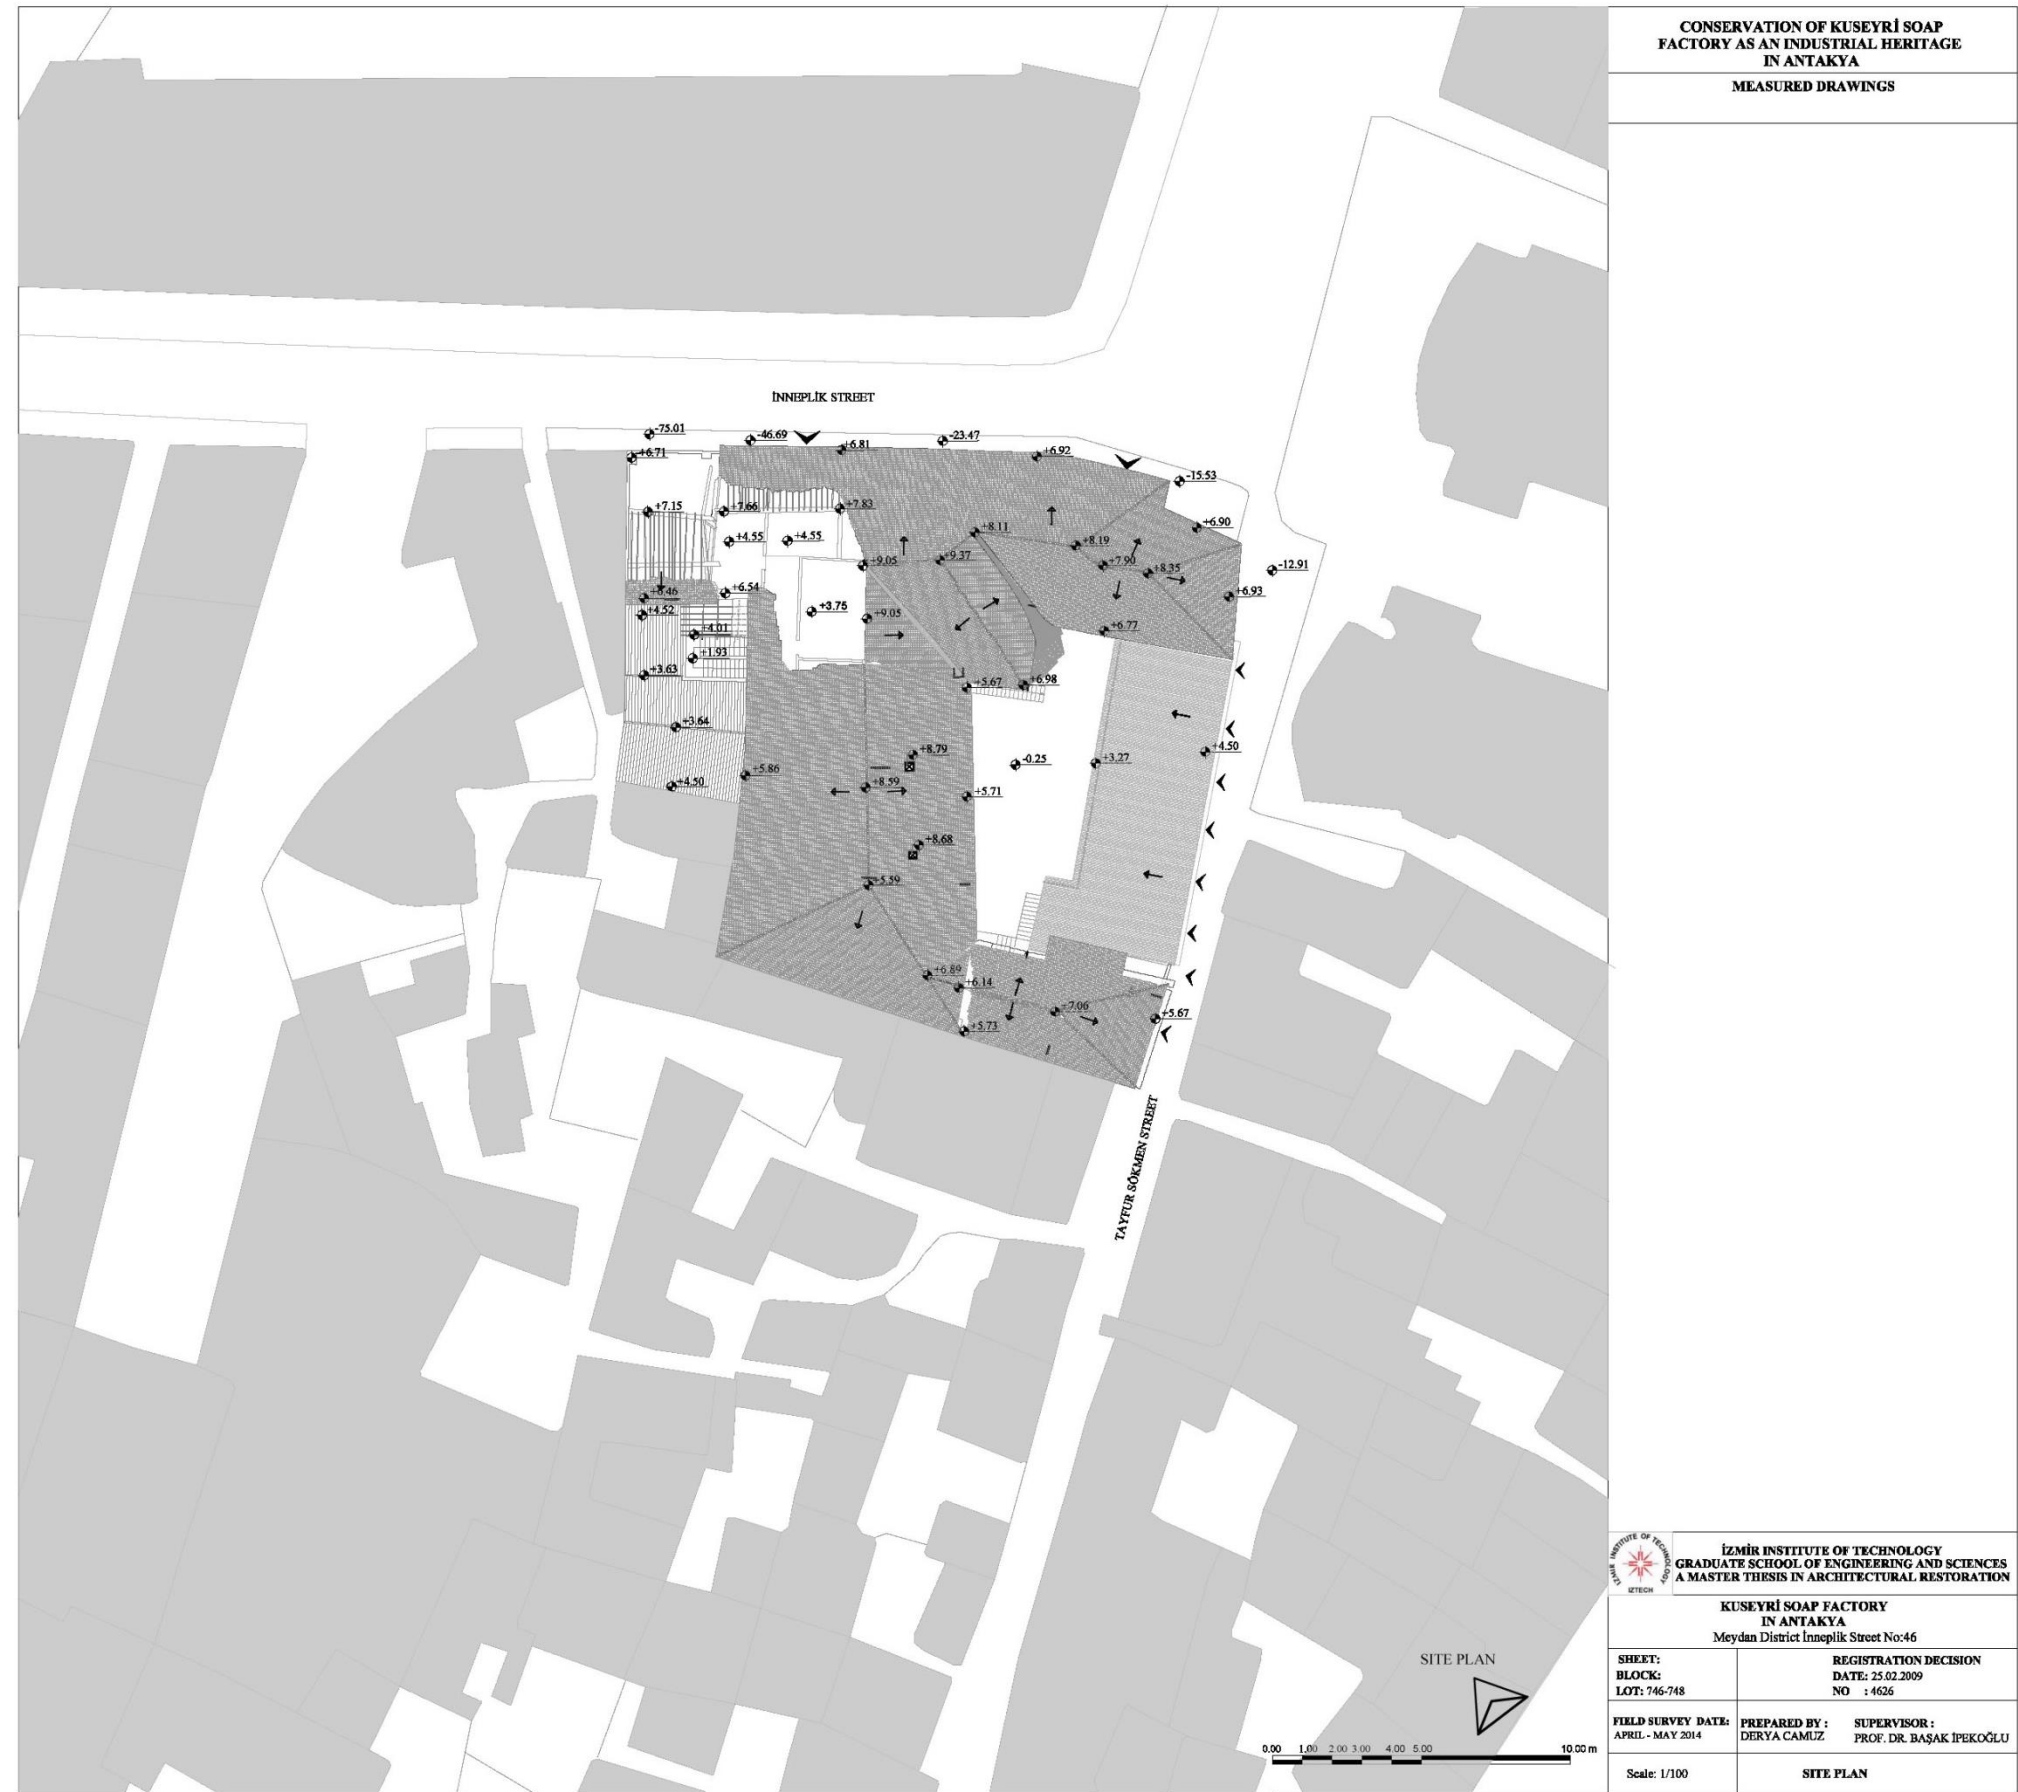 CONSERVATION OF KUSEYRİ SOAP
FACTORY AS AN INDUSTRIAL HERITAGE
IN ANTAKYA
MEASURED DRAWINGS
İNNEPLİK STREET
-75.01
-46.69
+6.81
-23.47
+6.92
-15.53
+6.71
+7.15
+7.66
+7.83
+6.90
+4.55
+4.55
+8.11
+8.19
+9.05
+9.37
+7.90
+8.35
-12.91
+6.46
+6.54
+6.93
+4.52
+3.75
+9.05
+4.01
+6.77
+1.93
+3.63
+5.67
+6.98
+3.64
+8.79
-0.25
+3.27
+4.50
+4.50
+5.86
+8.59
+5.71
+8.68
+5.59
+6.89
+6.14
+7.06
+5.67
+5.73
TAYFUR SÖKMEN STREET
SITE PLAN
0.00 1.00 2.00 3.00 4.00 5.00 10.00 m
İZMİR INSTITUTE OF TECHNOLOGY
IZTECH
İZMİR INSTITUTE OF TECHNOLOGY
GRADUATE SCHOOL OF ENGINEERING AND SCIENCES
A MASTER THESIS IN ARCHITECTURAL RESTORATION
KUSEYRİ SOAP FACTORY
IN ANTAKYA
Meydan District İnneplik Street No:46
SHEET:
BLOCK:
LOT: 746-748
REGISTRATION DECISION
DATE: 25.02.2009
NO : 4626
FIELD SURVEY DATE:
APRIL - MAY 2014
PREPARED BY :
DERYA CAMUZ
SUPERVISOR :
PROF. DR. BAŞAK İPEKOĞLU
Scale: 1/100
SITE PLAN